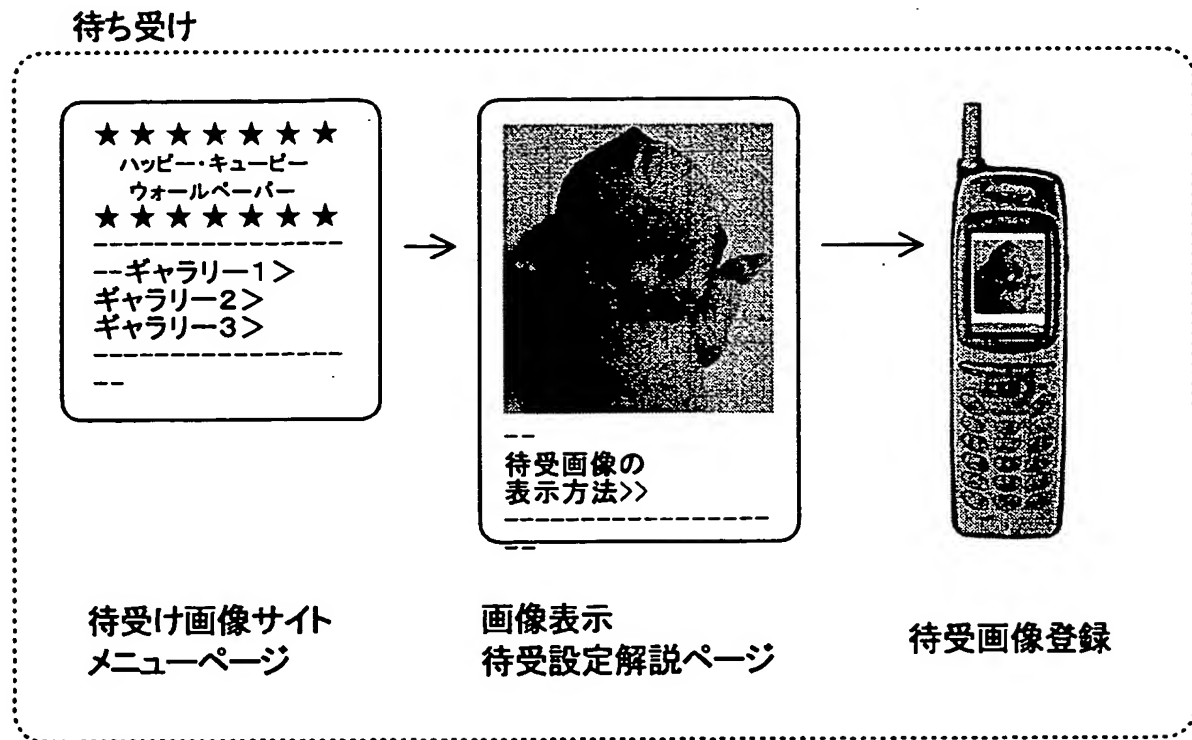 待ち受け
★★★★★★★
ハッピー・キューピー
ウォールペーパー
★★★★★★★
-----------------
--ギャラリー1>
ギャラリー2>
ギャラリー3>
-----------------
--
--
待受画像の
表示方法>>
------------------
--
待受け画像サイト
メニューページ
画像表示
待受設定解説ページ
待受画像登録